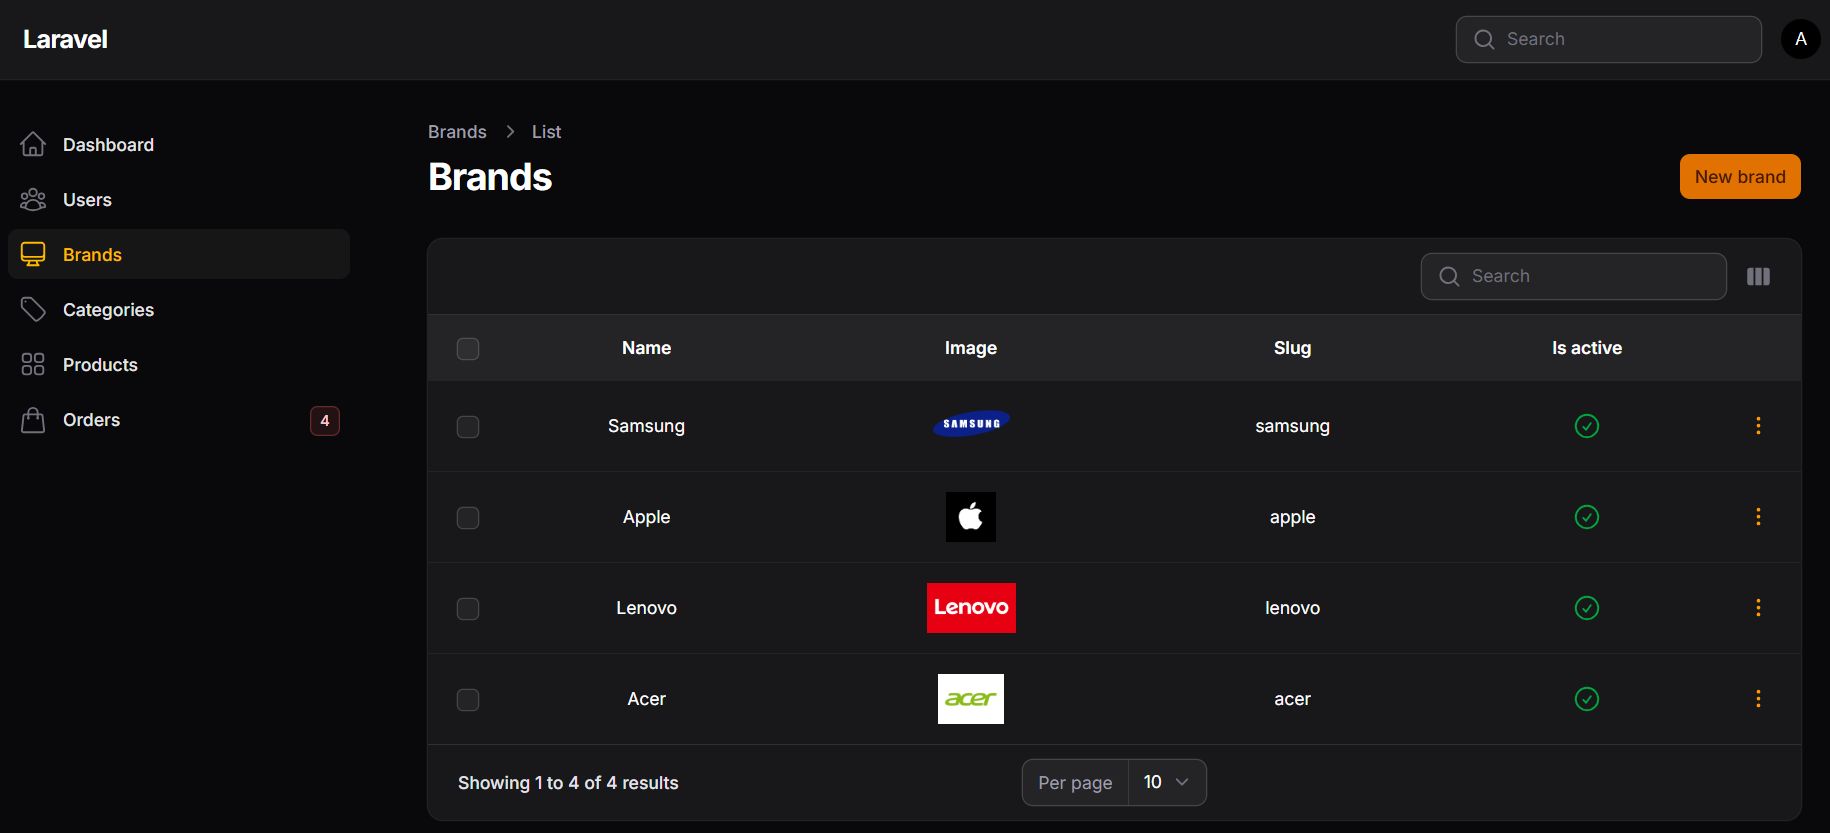 Laravel
Search
A
Dashboard
Users
Brands
Categories
Products
Orders 4
Brands > List
Brands
New brand
Search
Name Image Slug Is active
Samsung SAMSUNG samsung
Apple apple
Lenovo Lenovo lenovo
Acer acer acer
Showing 1 to 4 of 4 results
Per page 10